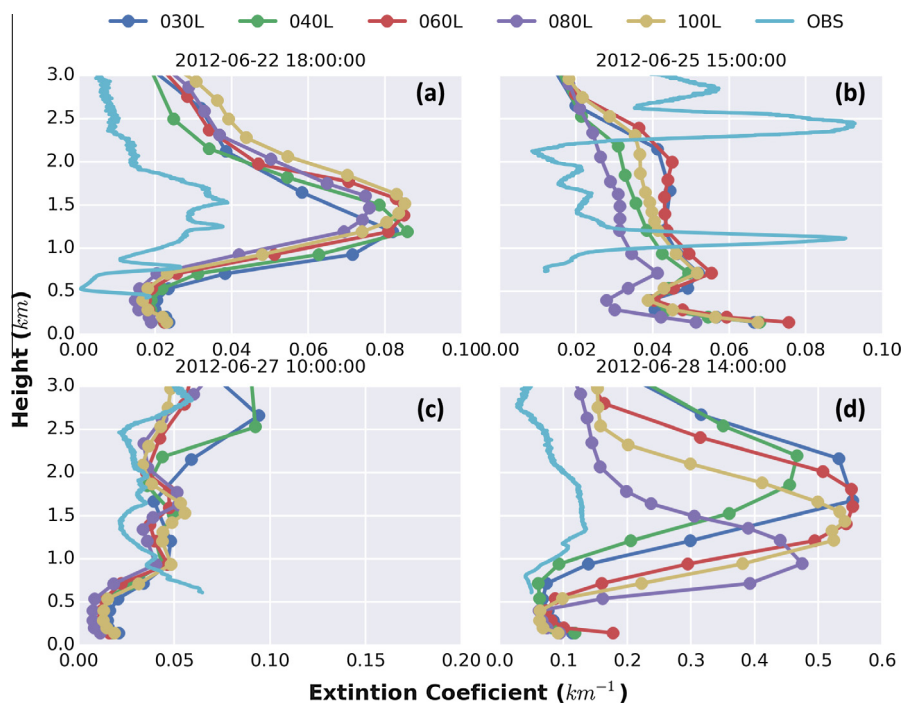 030L 040L 060L 080L 100L OBS
2012-06-22 18:00:00 2012-06-25 15:00:00
3.0 (a) (b)
2.5
2.0
1.5
1.0
0.5
0.0
0.00 0.02 0.04 0.06 0.08 0.100.00 0.02 0.04 0.06 0.08 0.10
2012-06-27 10:00:00 2012-06-28 14:00:00
3.0 (c) (d)
2.5
2.0
1.5
1.0
0.5
0.0
0.00 0.05 0.10 0.15 0.20 0.0 0.1 0.2 0.3 0.4 0.5 0.6
Height (km)
Extintion Coeficient (km⁻¹)